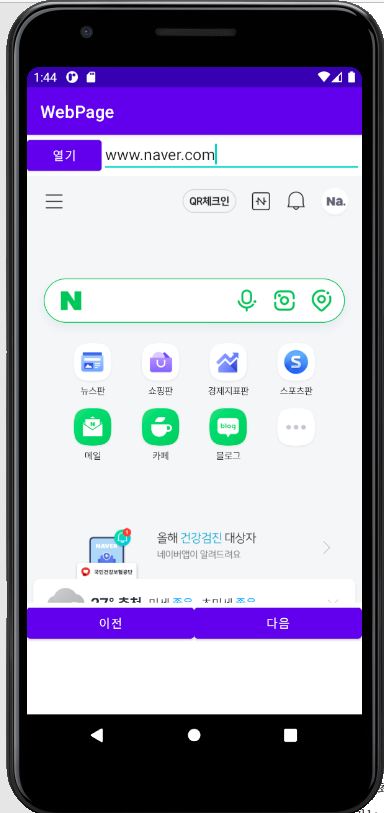 1:44
WebPage
열기 www.naver.com
QR체크인 N Na.
N
뉴스판 쇼핑판 경제지표판 스포츠판
S
N blog
메일 카페 블로그
NAVER 1
올해 건강검진 대상자
네이버앱이 알려드려요
국민건강보험공단
이전 다음